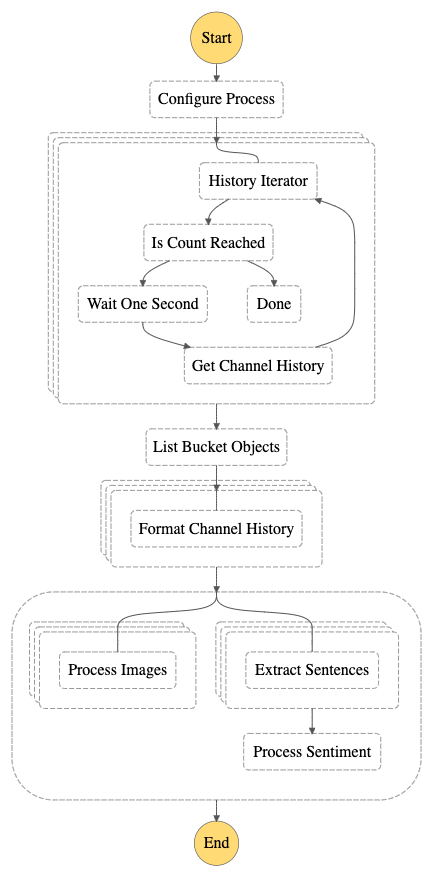 Start
Configure Process
History Iterator
Is Count Reached
Wait One Second
Done
Get Channel History
List Bucket Objects
Format Channel History
Process Images
Extract Sentences
Process Sentiment
End